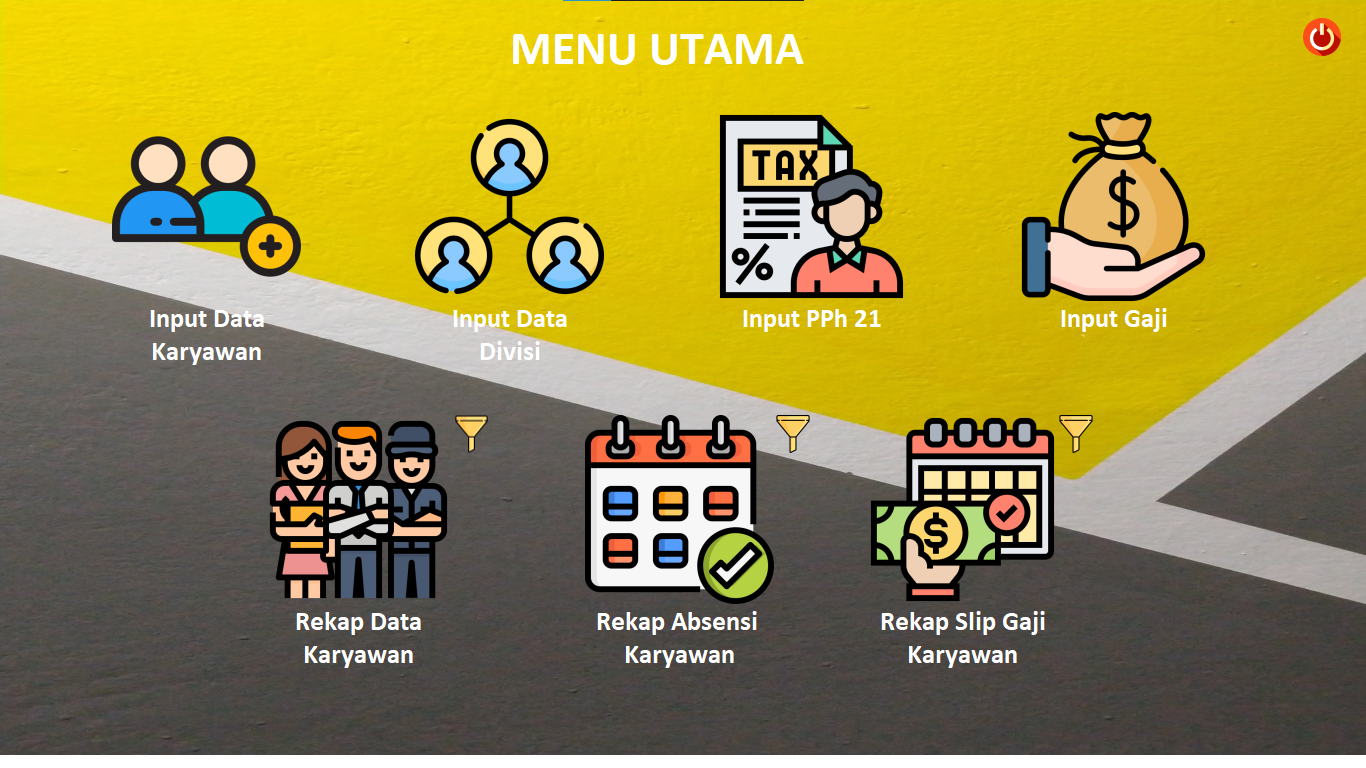 MENU UTAMA
TAX
%
$
Input Data
Karyawan
Input Data
Divisi
Input PPh 21
Input Gaji
$
Rekap Data
Karyawan
Rekap Absensi
Karyawan
Rekap Slip Gaji
Karyawan